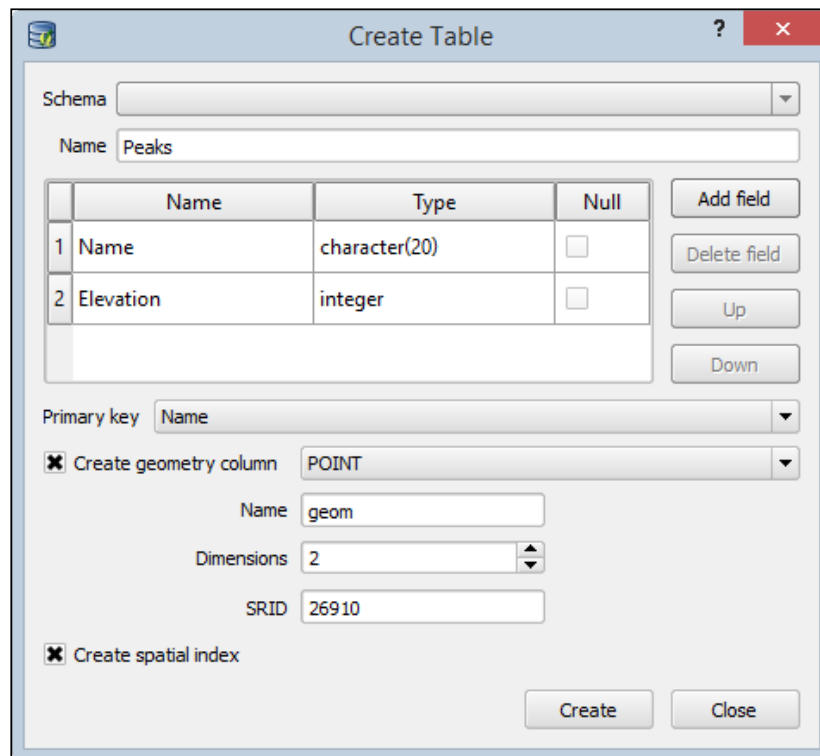 Create Table ? ×
Schema
Name Peaks
Name Type Null Add field
1 Name character(20) Delete field
2 Elevation integer
Up
Down
Primary key Name
Create geometry column POINT
Name geom
Dimensions 2
SRID 26910
Create spatial index
Create Close